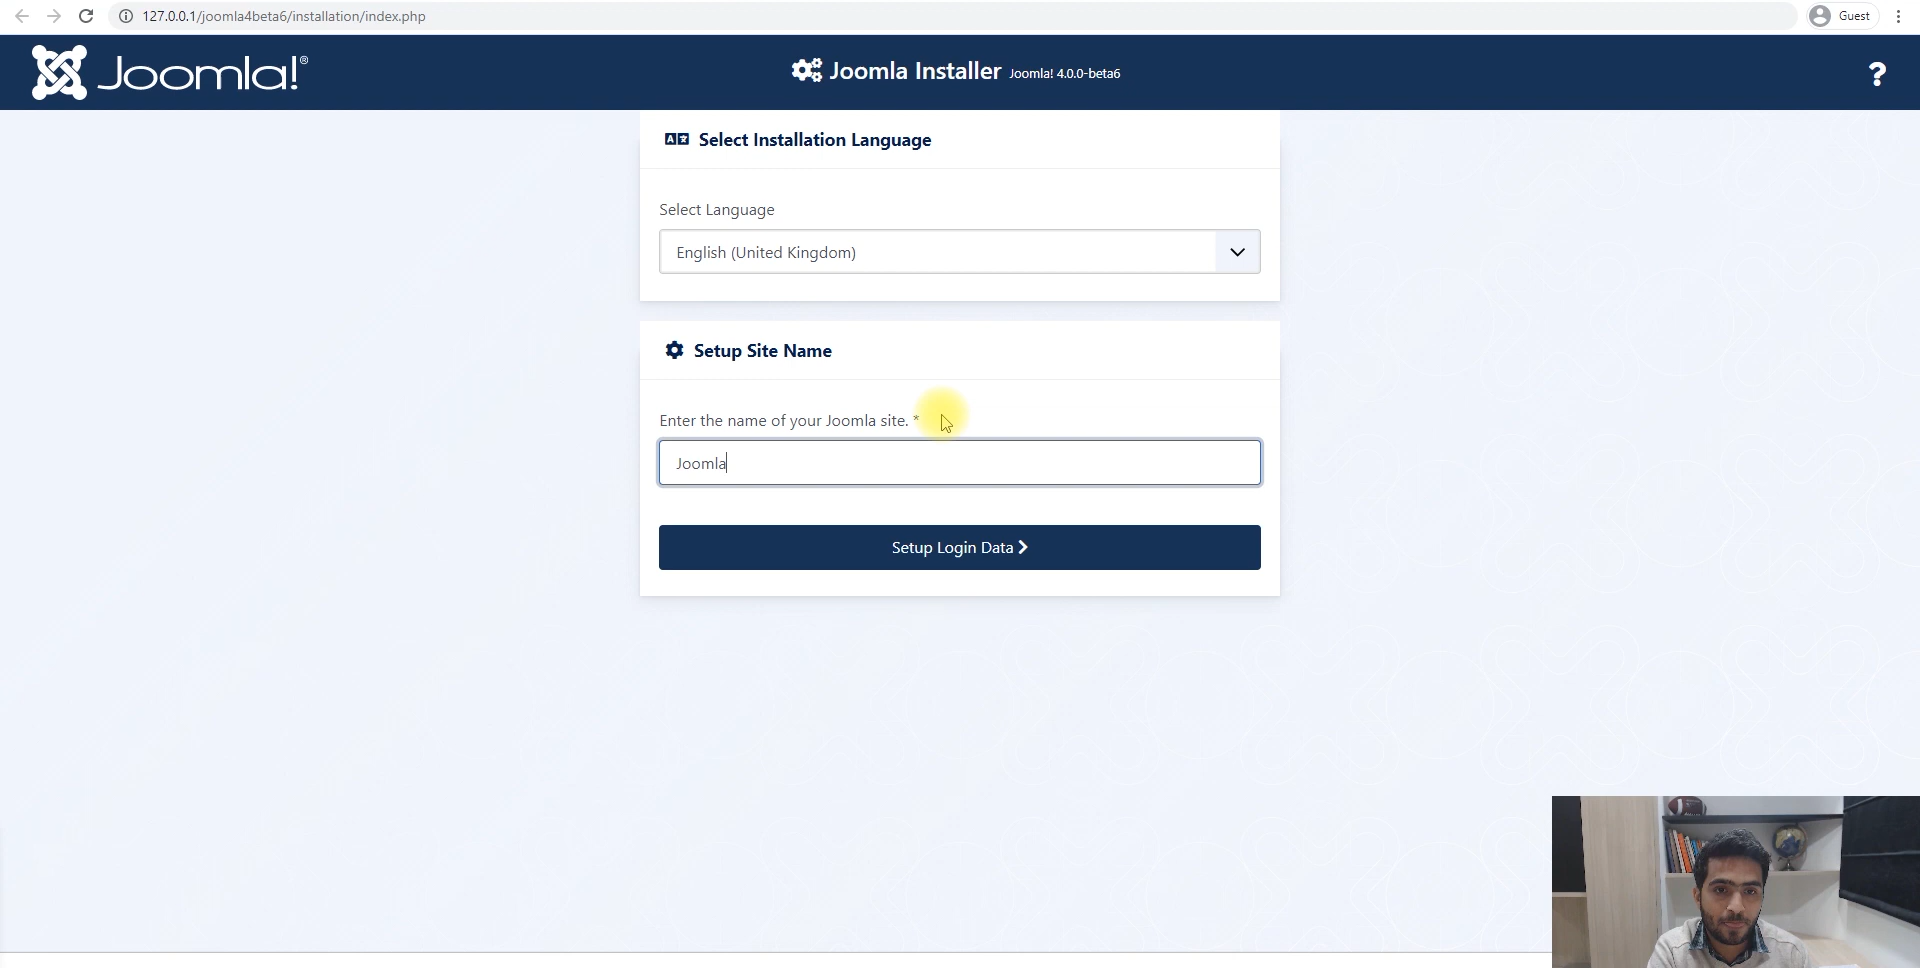 127.0.0.1/joomla4beta6/installation/index.php
Guest
Joomla!®
Joomla Installer Joomla! 4.0.0-beta6
?
Select Installation Language
Select Language
English (United Kingdom)
Setup Site Name
Enter the name of your Joomla site. *
Joomla
Setup Login Data